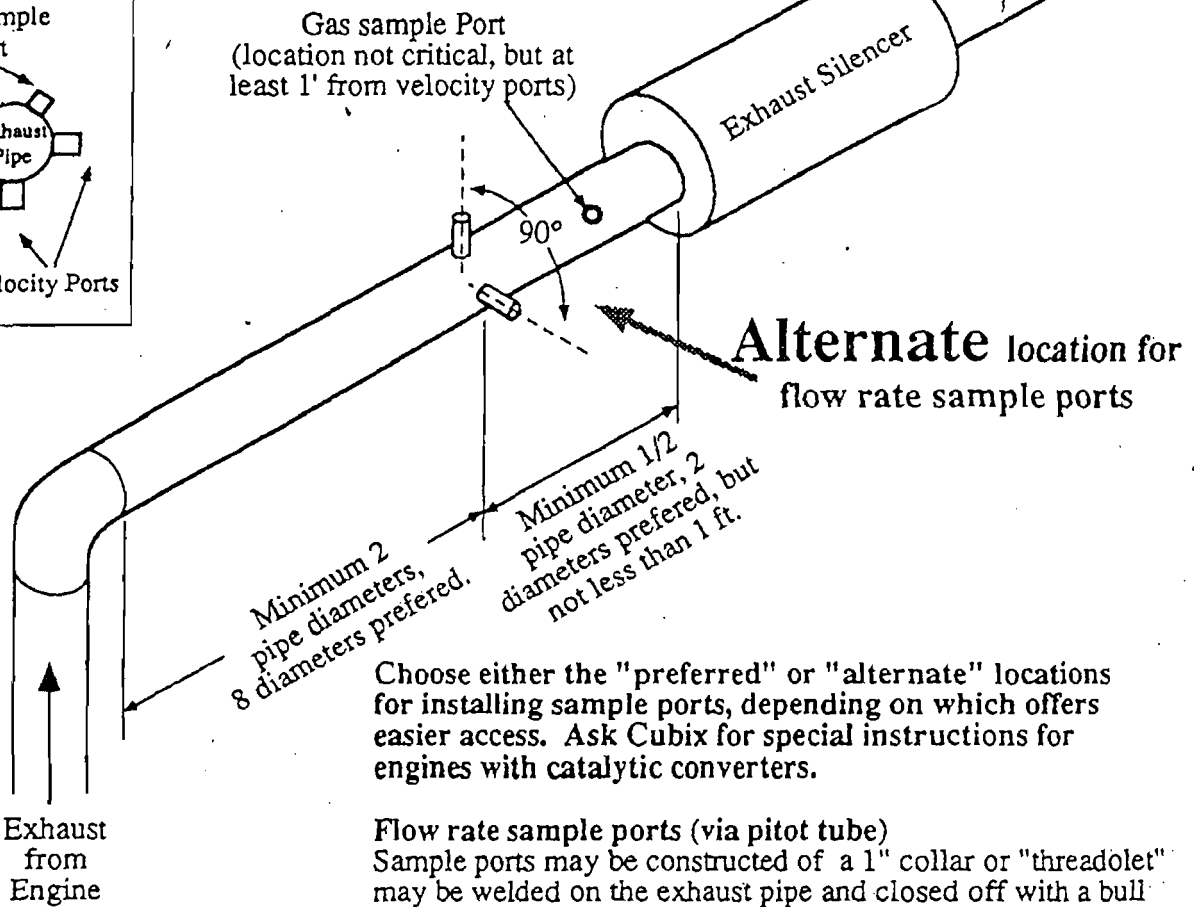 Gas sample Port
(location not critical, but at
least 1' from velocity ports)
Exhaust Silencer
Pipe
Ports
90°
Alternate location for
flow rate sample ports
Minimum 1/2
pipe diameter, 2
diameters prefered, but
not less than 1 ft.
Minimum 2
pipe diameters,
8 diameters prefered.
Choose either the "preferred" or "alternate" locations
for installing sample ports, depending on which offers
easier access. Ask Cubix for special instructions for
engines with catalytic converters.
Exhaust
from
Engine
Flow rate sample ports (via pitot tube)
Sample ports may be constructed of a 1" collar or "threadolet"
may be welded on the exhaust pipe and closed off with a bull